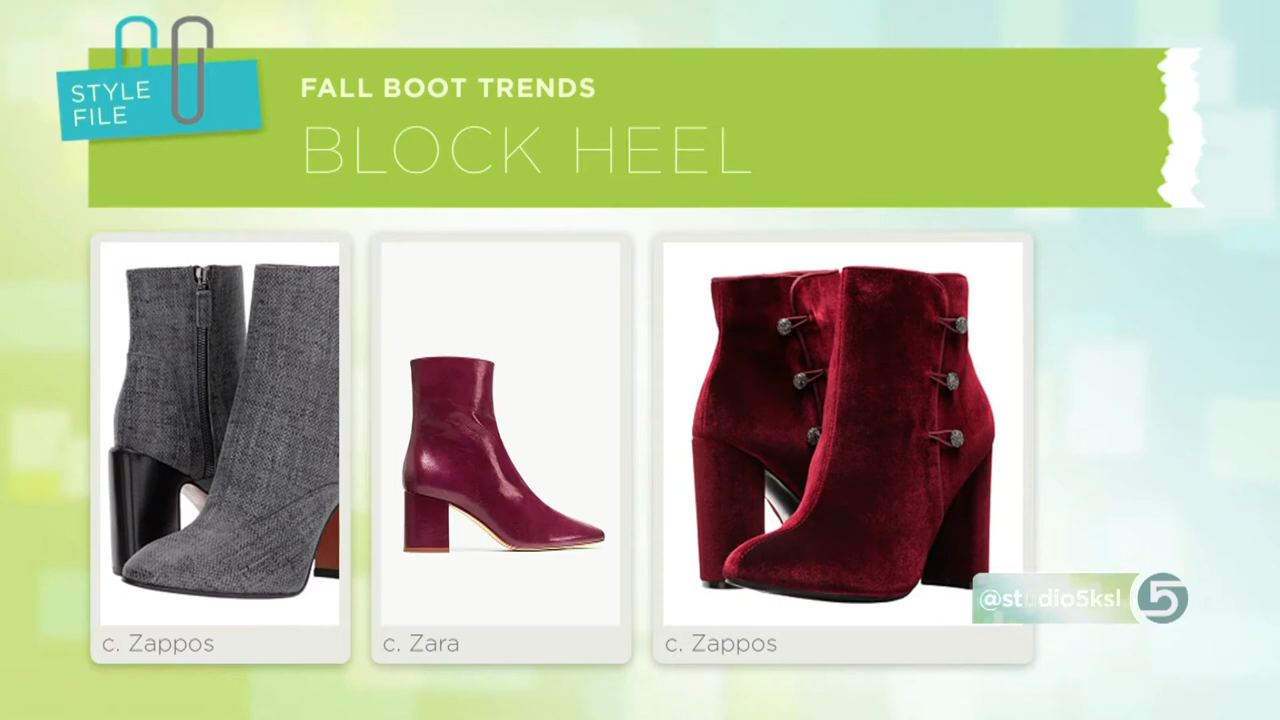 STYLE
FILE
FALL BOOT TRENDS
BLOCK HEEL
c. Zappos
c. Zara
c. Zappos
@studio5ksl 5